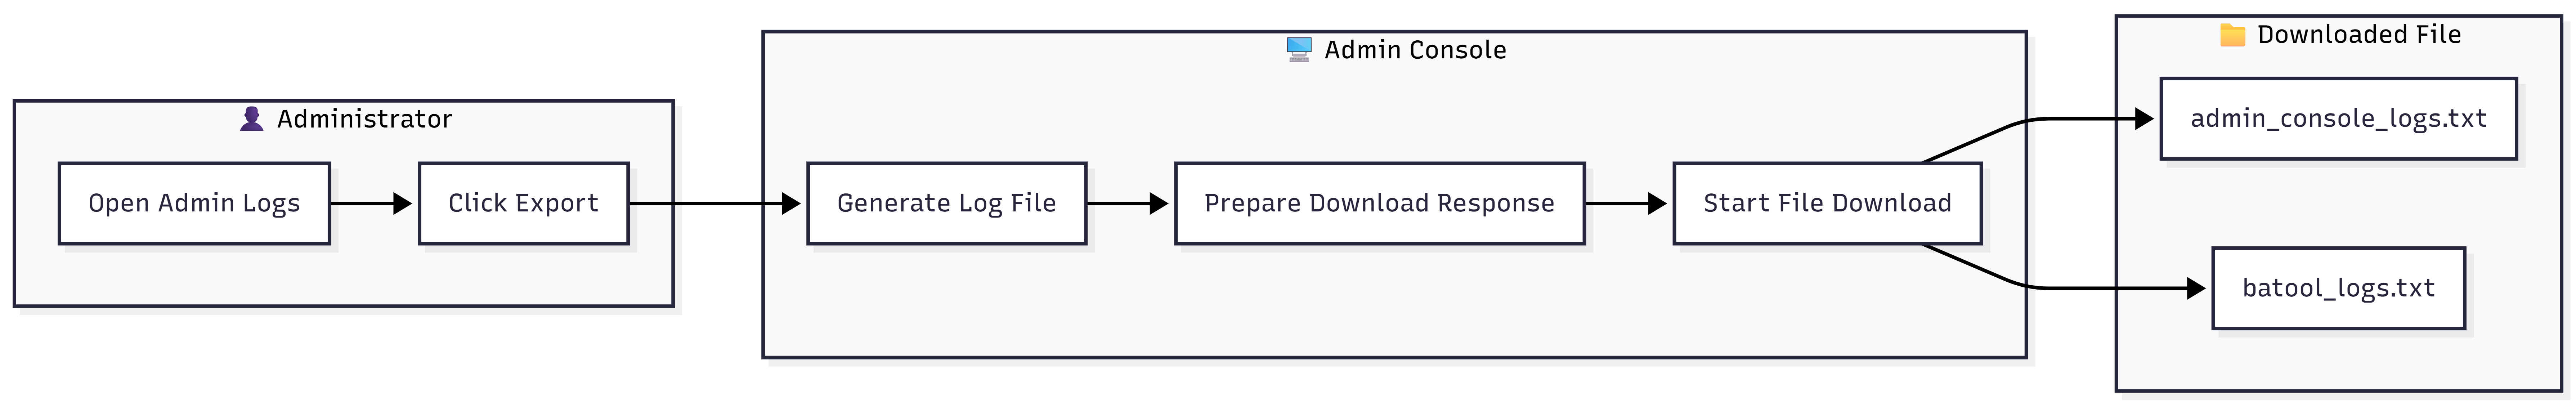 Administrator
Open Admin Logs
Click Export
Admin Console
Generate Log File
Prepare Download Response
Start File Download
Downloaded File
admin_console_logs.txt
batool_logs.txt